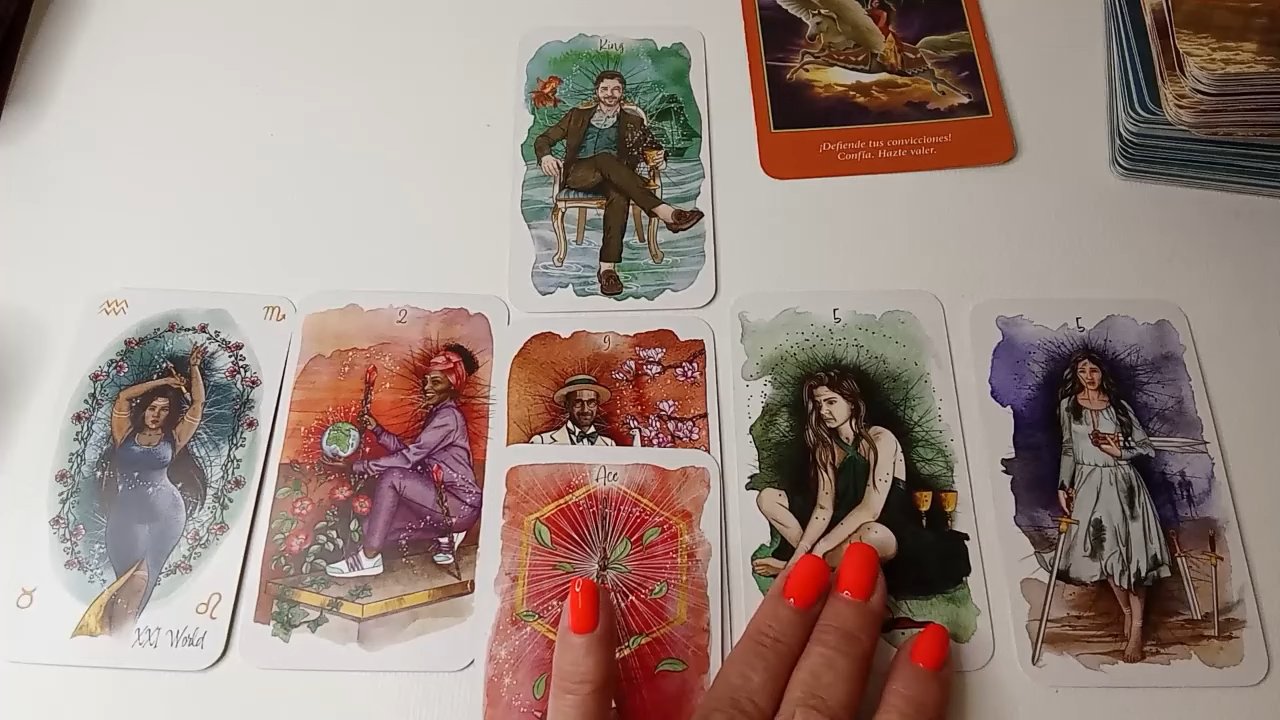 King
¡Defiende tus convicciones!
Confía. Hazte valer.
2
9
5
5
Ace
XXI World